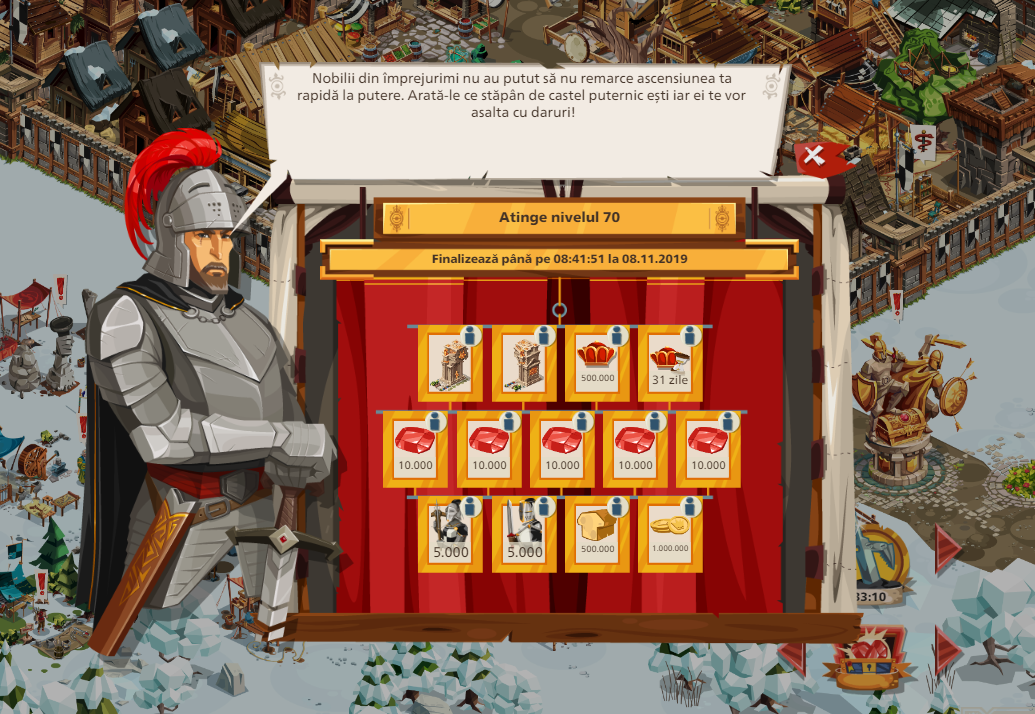 Nobilii din împrejurimi nu au putut să nu remarce ascensiunea ta
rapidă la putere. Arată-le ce stăpân de castel puternic ești iar ei te vor
asalta cu daruri!
Atinge nivelul 70
Finalizează până pe 08:41:51 la 08.11.2019
500.000
31 zile
10.000
10.000
10.000
10.000
10.000
5.000
5.000
500.000
1.000.000
33:10